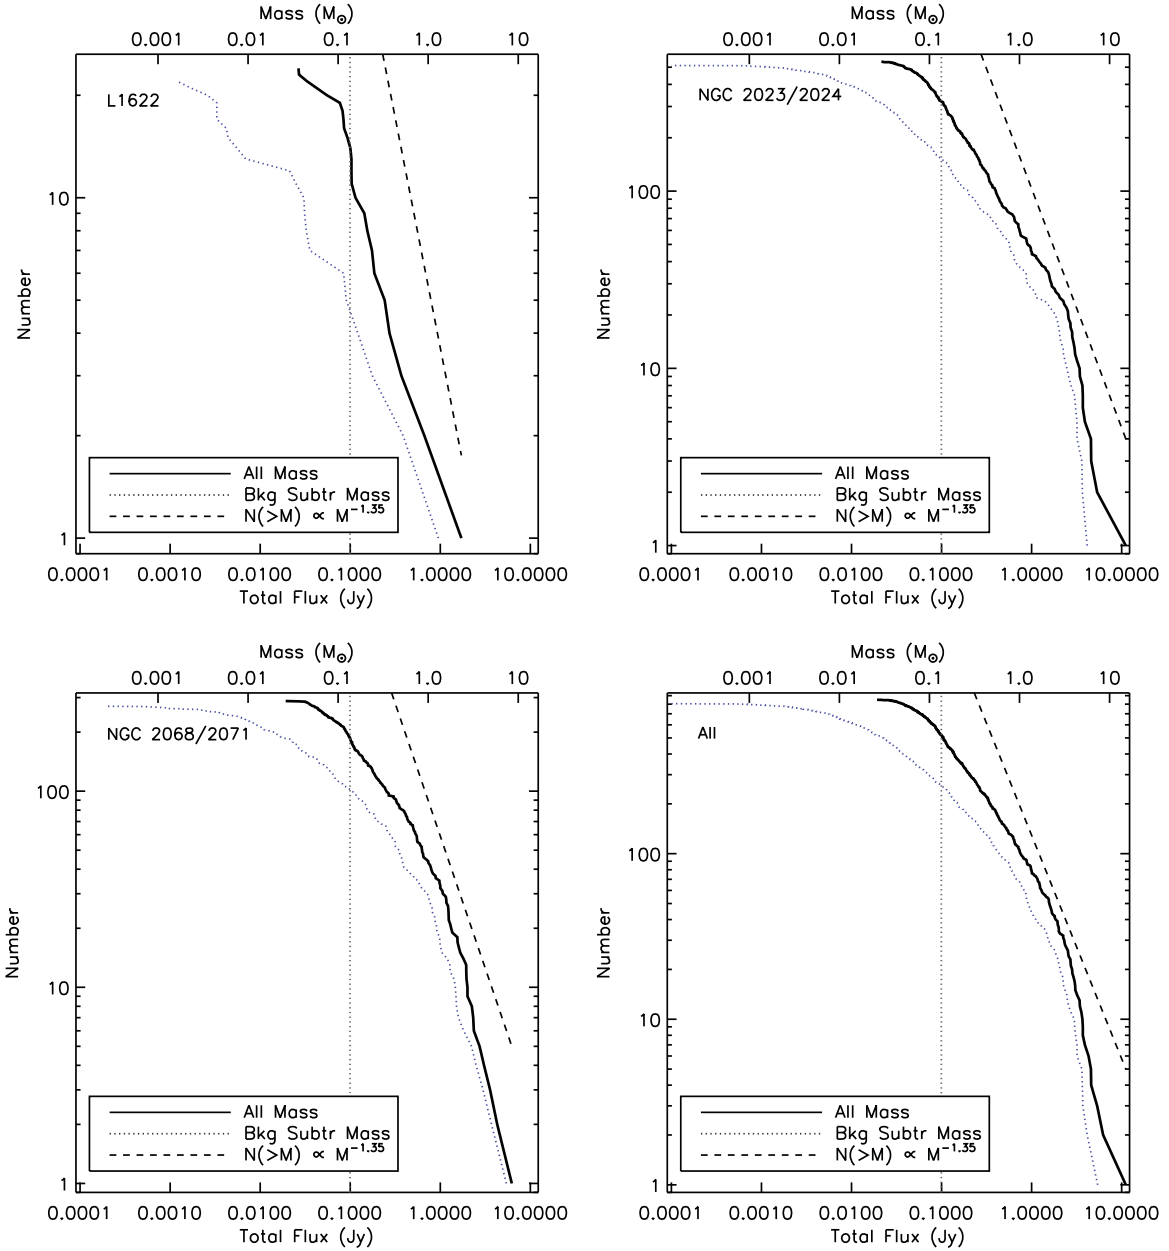 Mass (M⊙)
0.001 0.01 0.1 1.0 10
L1622
Number
10
1
All Mass
Bkg Subtr Mass
N(>M) ∝ M^−1.35
0.0001 0.0010 0.0100 0.1000 1.0000 10.0000
Total Flux (Jy)
Mass (M⊙)
0.001 0.01 0.1 1.0 10
NGC 2023/2024
Number
100
10
1
All Mass
Bkg Subtr Mass
N(>M) ∝ M^−1.35
0.0001 0.0010 0.0100 0.1000 1.0000 10.0000
Total Flux (Jy)
Mass (M⊙)
0.001 0.01 0.1 1.0 10
NGC 2068/2071
Number
100
10
1
All Mass
Bkg Subtr Mass
N(>M) ∝ M^−1.35
0.0001 0.0010 0.0100 0.1000 1.0000 10.0000
Total Flux (Jy)
Mass (M⊙)
0.001 0.01 0.1 1.0 10
All
Number
100
10
1
All Mass
Bkg Subtr Mass
N(>M) ∝ M^−1.35
0.0001 0.0010 0.0100 0.1000 1.0000 10.0000
Total Flux (Jy)